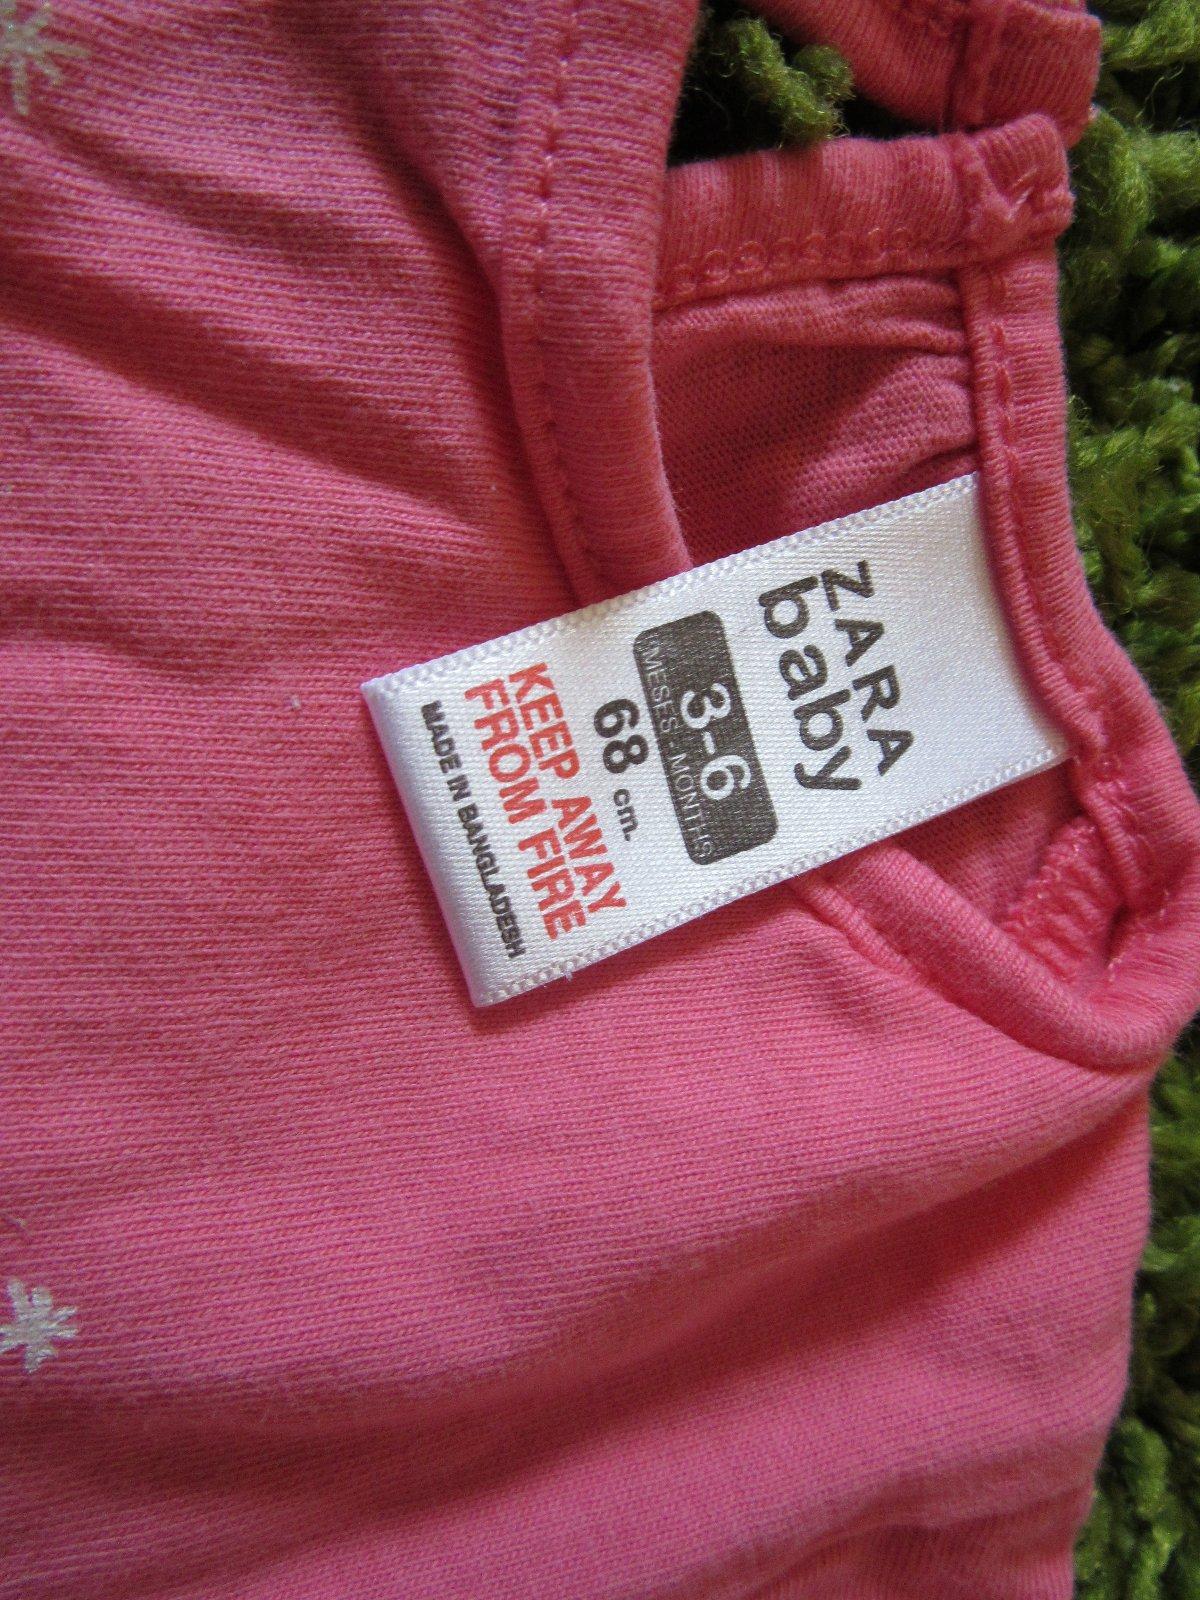 ZARA
baby
3-6
MESES-MONTHS
68 cm.
KEEP AWAY
FROM FIRE
MADE IN BANGLADESH